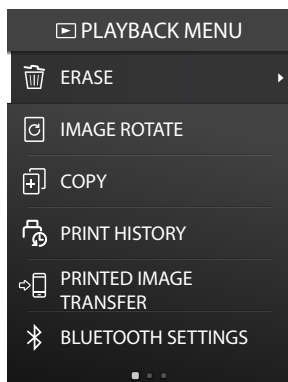 PLAYBACK MENU
ERASE
IMAGE ROTATE
COPY
PRINT HISTORY
PRINTED IMAGE
TRANSFER
BLUETOOTH SETTINGS